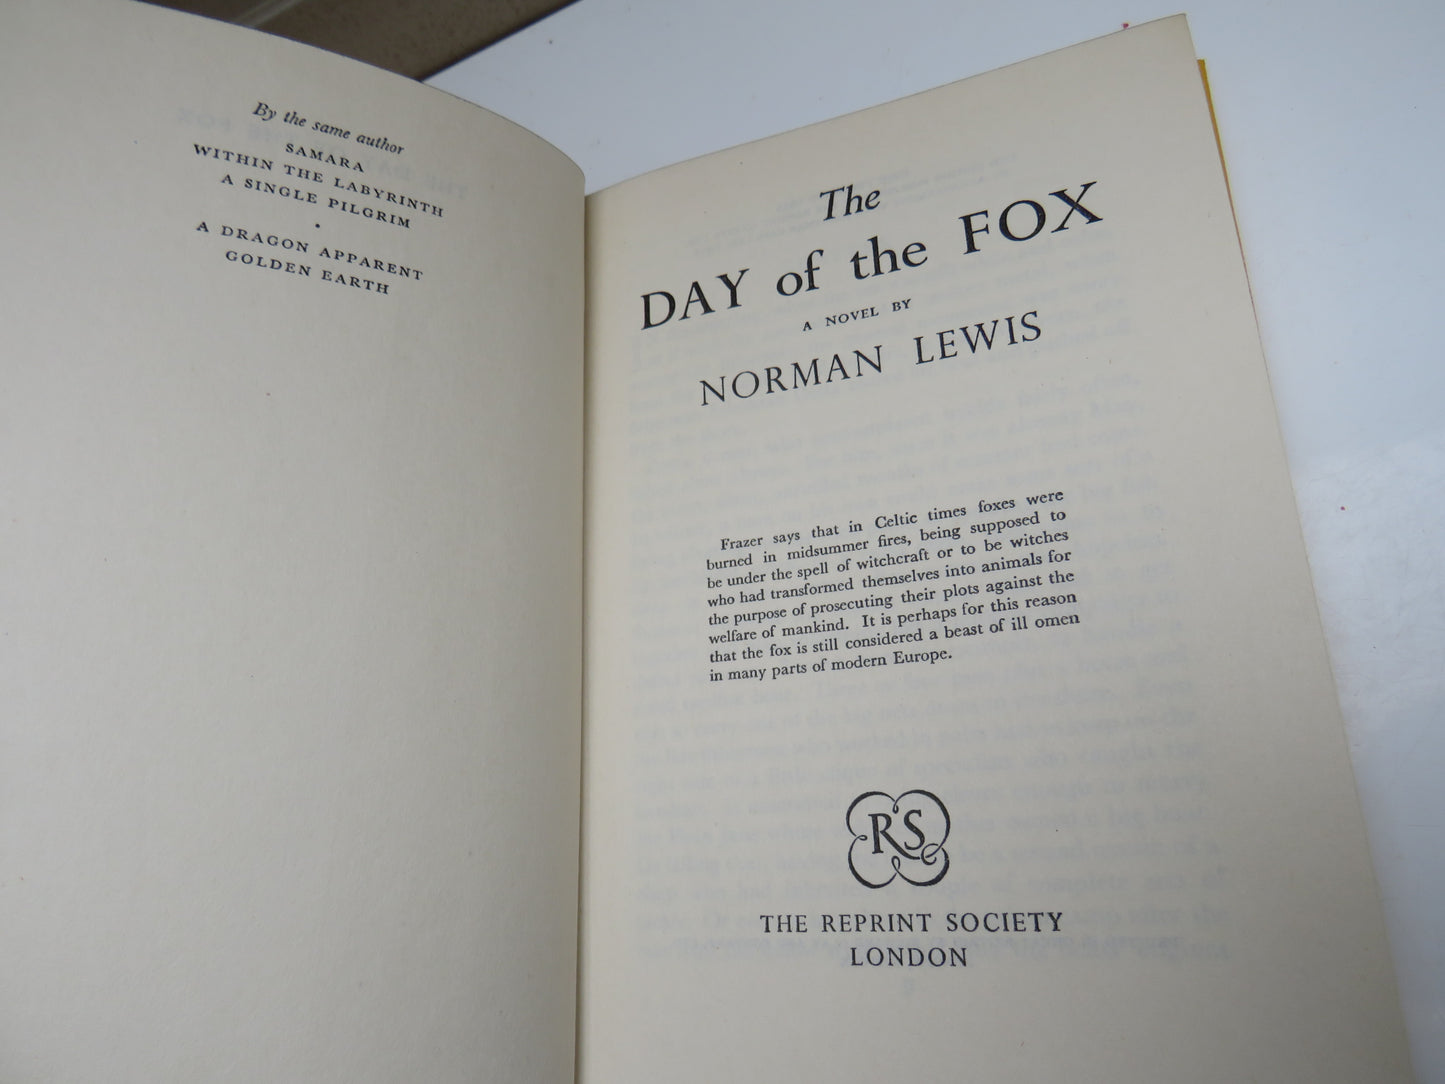 By the same author
SAMARA
WITHIN THE LABYRINTH
A SINGLE PILGRIM
•
A DRAGON APPARENT
GOLDEN EARTH
The
DAY of the FOX
A NOVEL BY
NORMAN LEWIS
Frazer says that in Celtic times foxes were
burned in midsummer fires, being supposed to
be under the spell of witchcraft or to be witches
who had transformed themselves into animals for
the purpose of prosecuting their plots against the
welfare of mankind. It is perhaps for this reason
that the fox is still considered a beast of ill omen
in many parts of modern Europe.
RS
THE REPRINT SOCIETY
LONDON